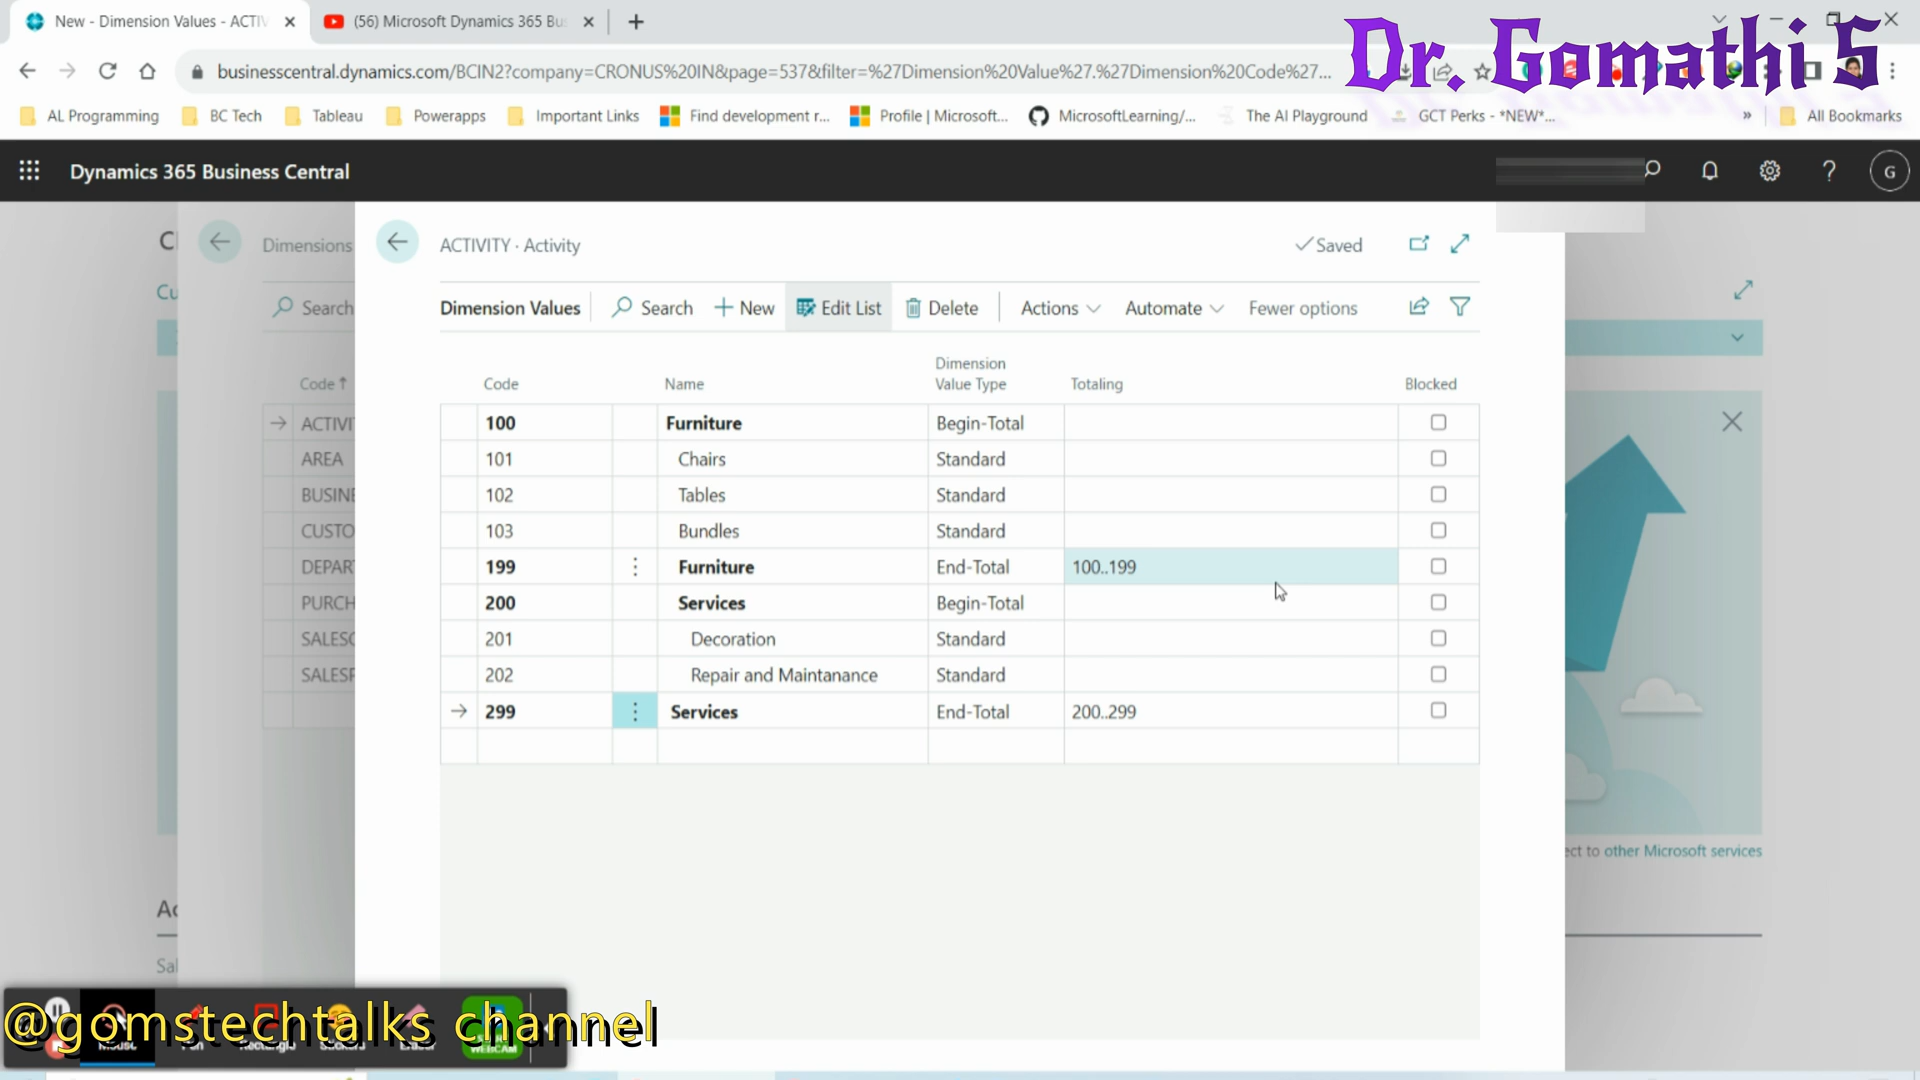 New - Dimension Values - ACTIV
(56) Microsoft Dynamics 365 Bu
Dr. Gomathi S
businesscentral.dynamics.com/BCIN2?company=CRONUS%20IN&page=537&filter=%27Dimension%20Value%27.%27Dimension%20Code%27...
AL Programming BC Tech Tableau Powerapps Important Links Find development r... Profile | Microsoft... MicrosoftLearning/... The AI Playground GCT Perks - *NEW*... » All Bookmarks
Dynamics 365 Business Central ? G
Dimensions ACTIVITY · Activity Saved
Cu
Search Dimension Values Search New Edit List Delete Actions Automate Fewer options
Code ↑ Code Name Dimension Value Type Totaling Blocked
ACTIVI 100 Furniture Begin-Total
AREA 101 Chairs Standard
BUSINE 102 Tables Standard
CUSTO 103 Bundles Standard
DEPAR 199 Furniture End-Total 100..199
PURCH 200 Services Begin-Total
SALESC 201 Decoration Standard
SALESP 202 Repair and Maintanance Standard
299 Services End-Total 200..299
ect to other Microsoft services
Sal
@gomstechtalks channel
Mouse
WEBCAM